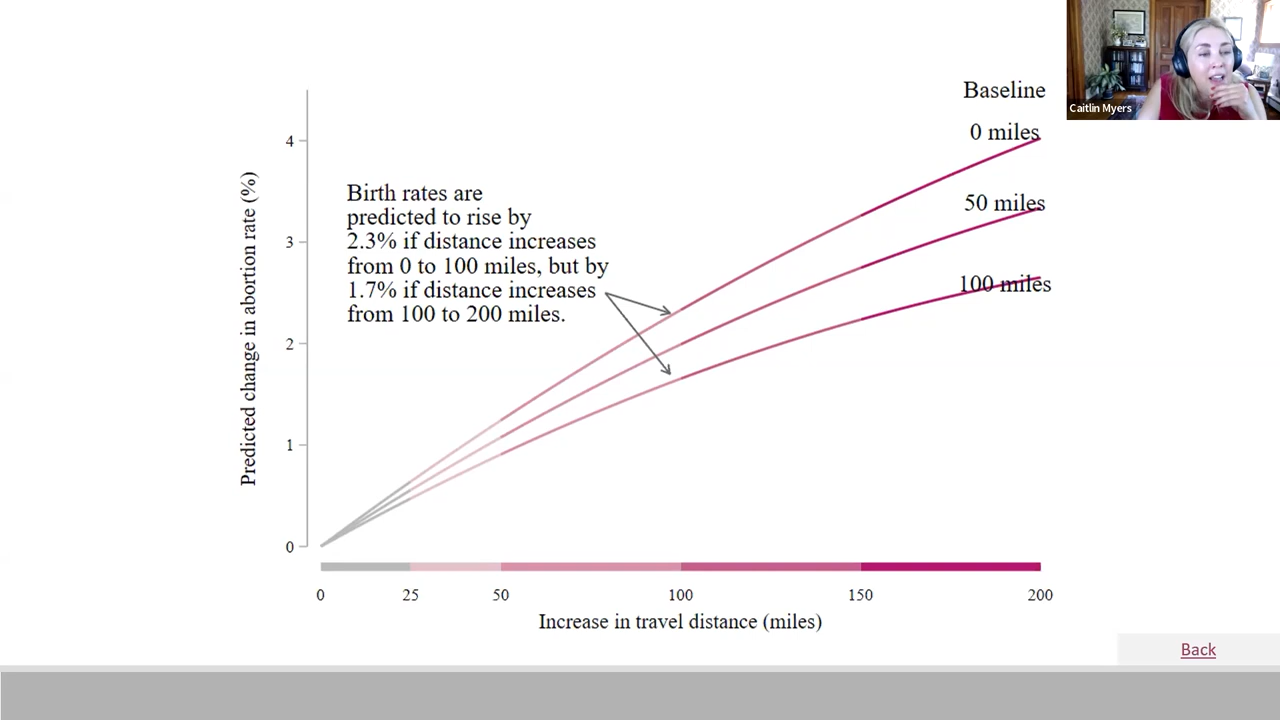 Baseline
0 miles
50 miles
100 miles
Caitlin Myers
Birth rates are
predicted to rise by
2.3% if distance increases
from 0 to 100 miles, but by
1.7% if distance increases
from 100 to 200 miles.
Predicted change in abortion rate (%)
4
3
2
1
0
0 25 50 100 150 200
Increase in travel distance (miles)
Back